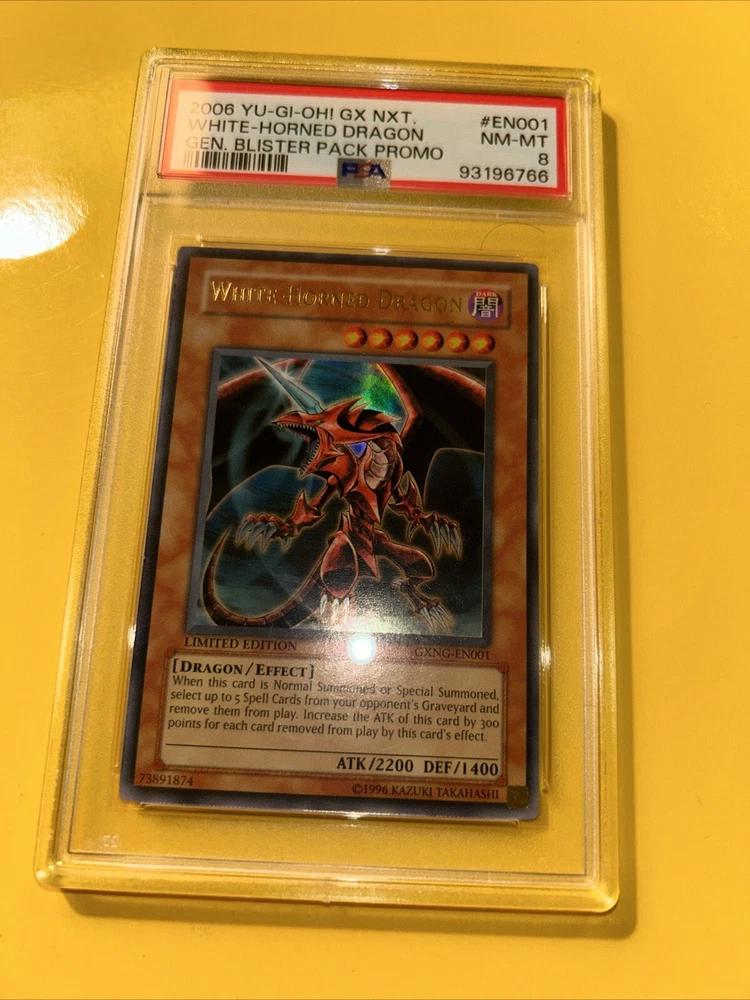 2006 YU-GI-OH! GX NXT. #EN001
WHITE-HORNED DRAGON NM-MT
GEN. BLISTER PACK PROMO 8
PSA 93196766
WHITE-HORNED DRAGON
DARK
闇
LIMITED EDITION GXNG-EN001
[DRAGON/EFFECT]
When this card is Normal Summoned or Special Summoned,
select up to 5 Spell Cards from your opponent's Graveyard and
remove them from play. Increase the ATK of this card by 300
points for each card removed from play by this card's effect.
ATK/2200 DEF/1400
73891874 ©1996 KAZUKI TAKAHASHI